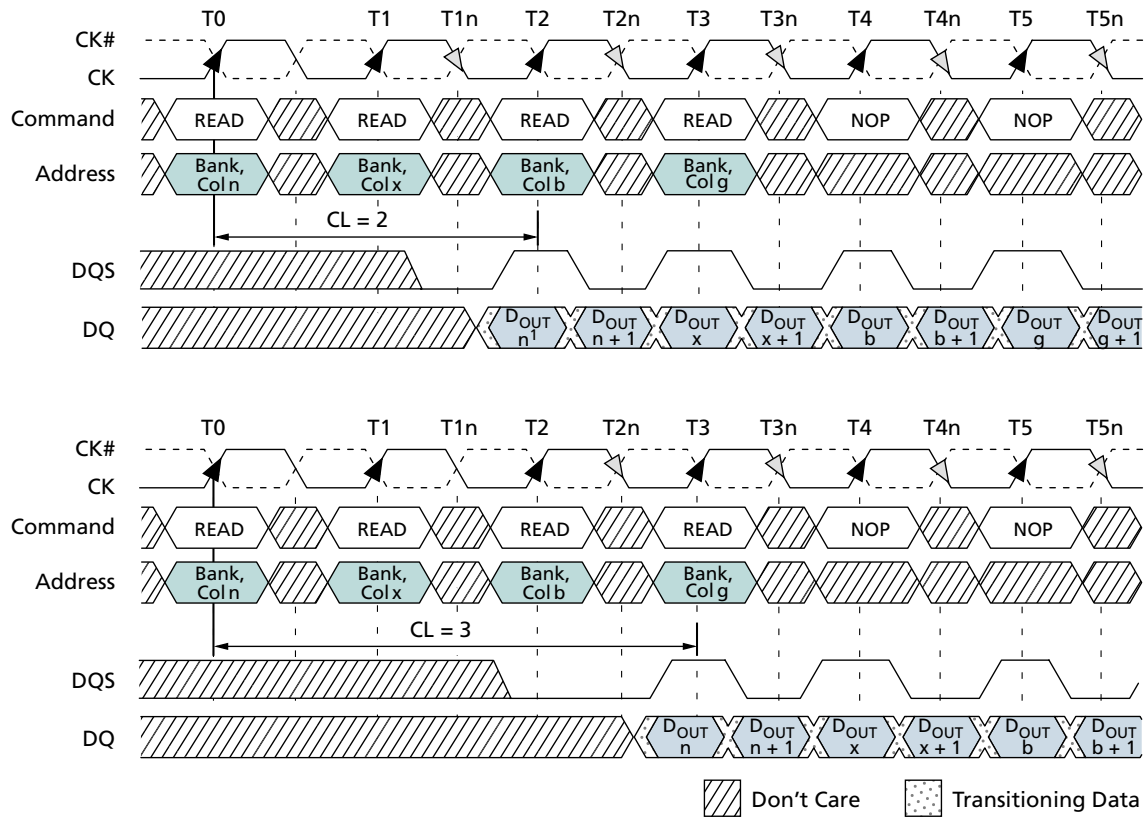 T0 T1 T1n T2 T2n T3 T3n T4 T4n T5 T5n
CK#
CK
Command READ READ READ READ NOP NOP
Address Bank, Col n Bank, Col x Bank, Col b Bank, Col g
CL = 2
DQS
DQ DOUT n1 DOUT n + 1 DOUT x DOUT x + 1 DOUT b DOUT b + 1 DOUT g DOUT g + 1
T0 T1 T1n T2 T2n T3 T3n T4 T4n T5 T5n
CK#
CK
Command READ READ READ READ NOP NOP
Address Bank, Col n Bank, Col x Bank, Col b Bank, Col g
CL = 3
DQS
DQ DOUT n DOUT n + 1 DOUT x DOUT x + 1 DOUT b DOUT b + 1
Don't Care Transitioning Data